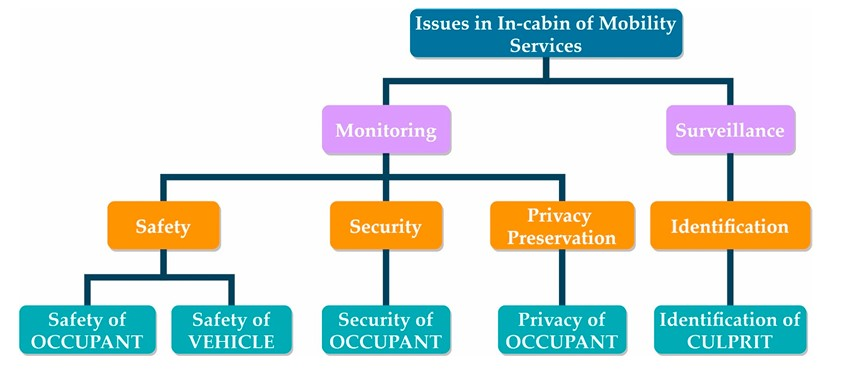 Issues in In-cabin of Mobility
Services
Monitoring
Surveillance
Safety
Security
Privacy
Preservation
Identification
Safety of
OCCUPANT
Safety of
VEHICLE
Security of
OCCUPANT
Privacy of
OCCUPANT
Identification of
CULPRIT